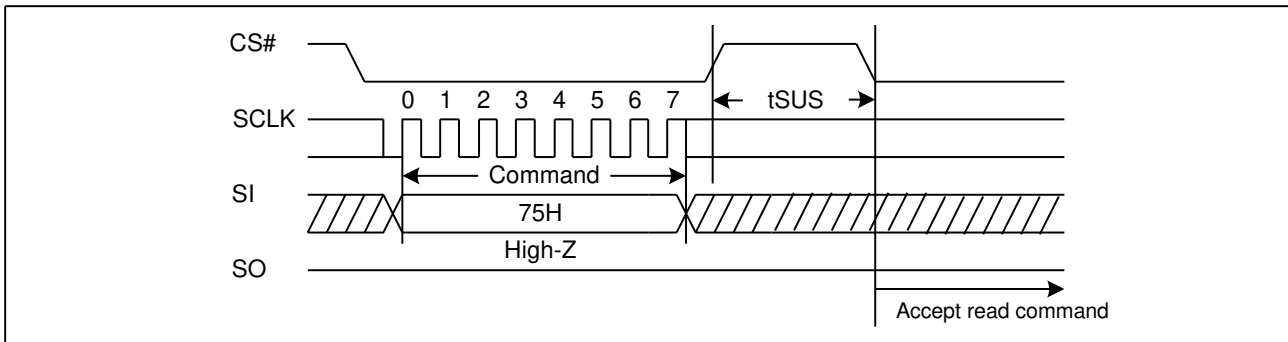 CS#
0 1 2 3 4 5 6 7
tSUS
SCLK
Command
SI
75H
High-Z
SO
Accept read command